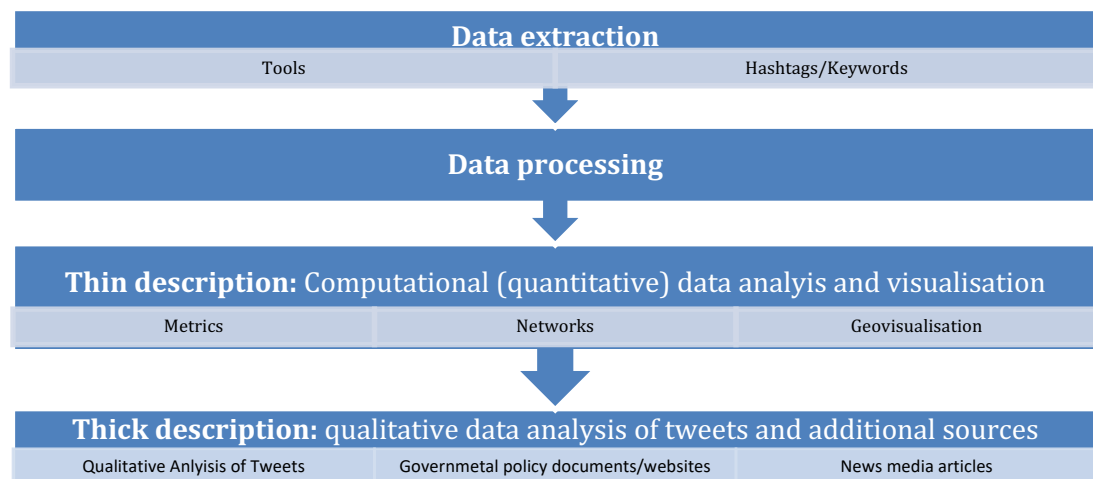 Data extraction
Tools
Hashtags/Keywords
Data processing
Thin description: Computational (quantitative) data analyis and visualisation
Metrics
Networks
Geovisualisation
Thick description: qualitative data analysis of tweets and additional sources
Qualitative Anlyisis of Tweets
Governmetal policy documents/websites
News media articles